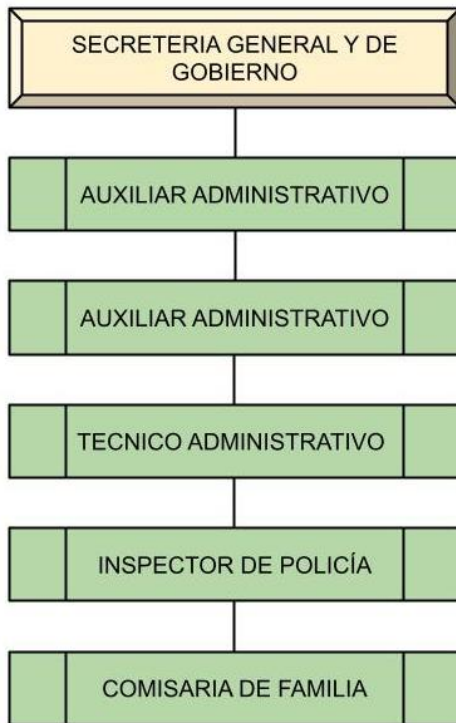 SECRETERIA GENERAL Y DE
GOBIERNO
AUXILIAR ADMINISTRATIVO
AUXILIAR ADMINISTRATIVO
TECNICO ADMINISTRATIVO
INSPECTOR DE POLICÍA
COMISARIA DE FAMILIA